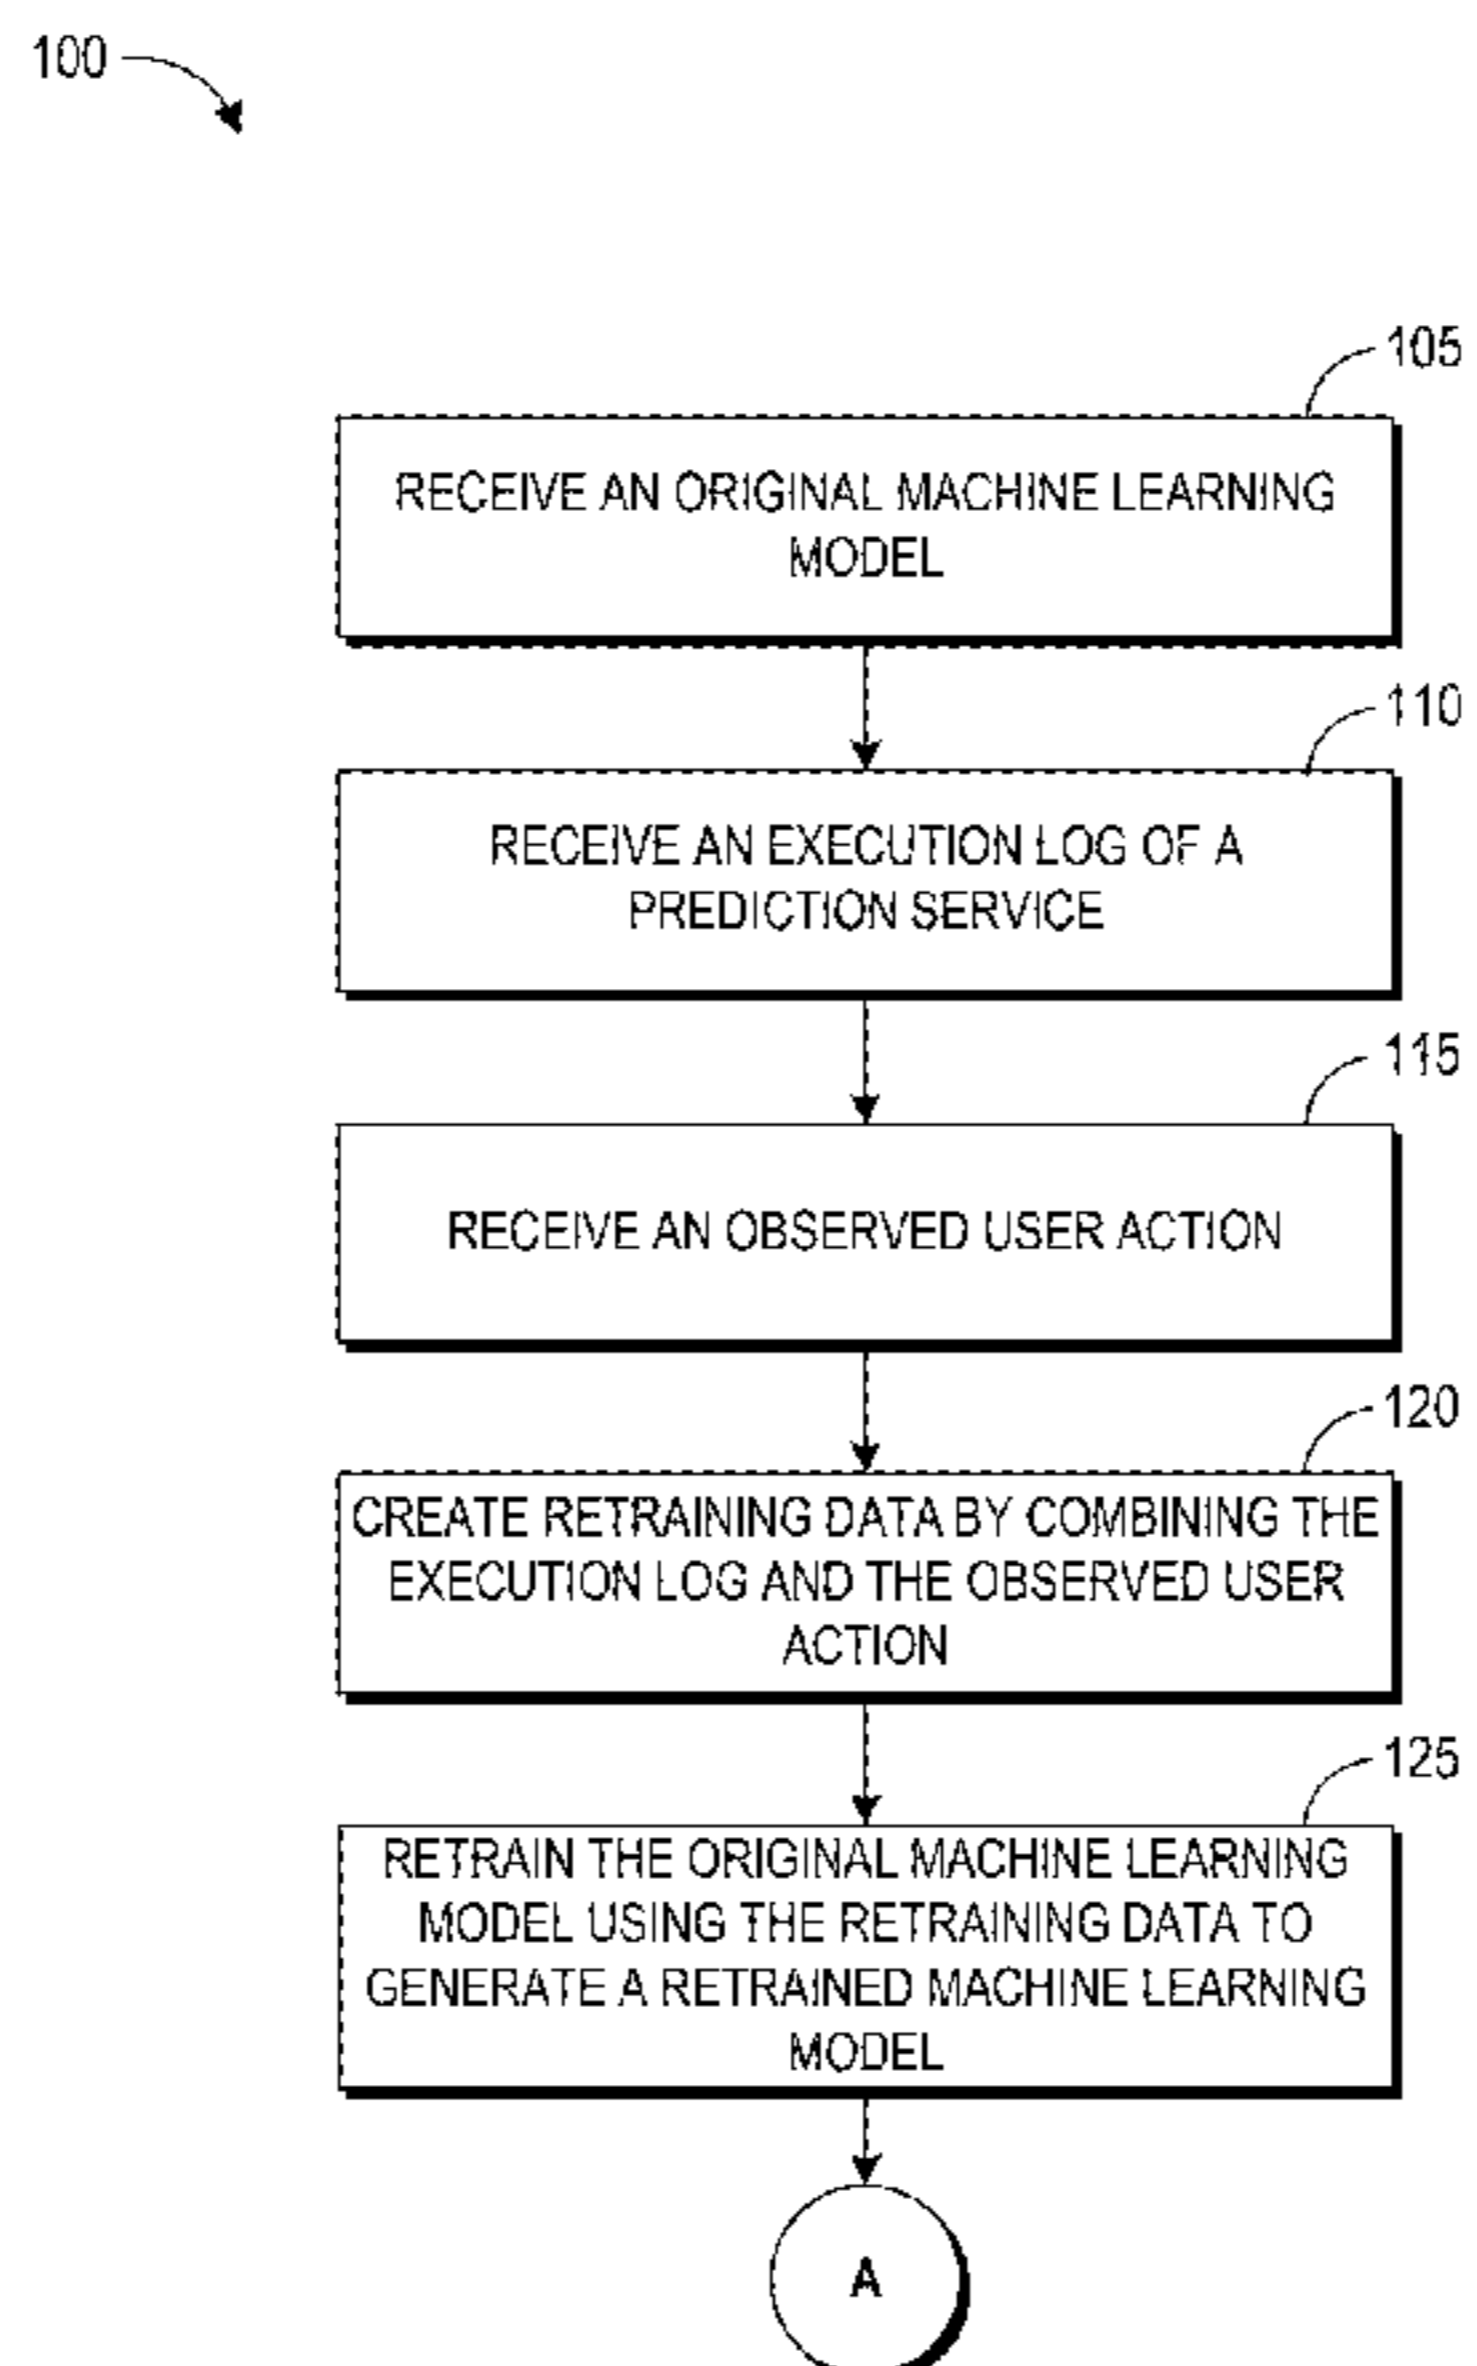 100
105
RECEIVE AN ORIGINAL MACHINE LEARNING
MODEL
110
RECEIVE AN EXECUTION LOG OF A
PREDICTION SERVICE
115
RECEIVE AN OBSERVED USER ACTION
120
CREATE RETRAINING DATA BY COMBINING THE
EXECUTION LOG AND THE OBSERVED USER
ACTION
125
RETRAIN THE ORIGINAL MACHINE LEARNING
MODEL USING THE RETRAINING DATA TO
GENERATE A RETRAINED MACHINE LEARNING
MODEL
A